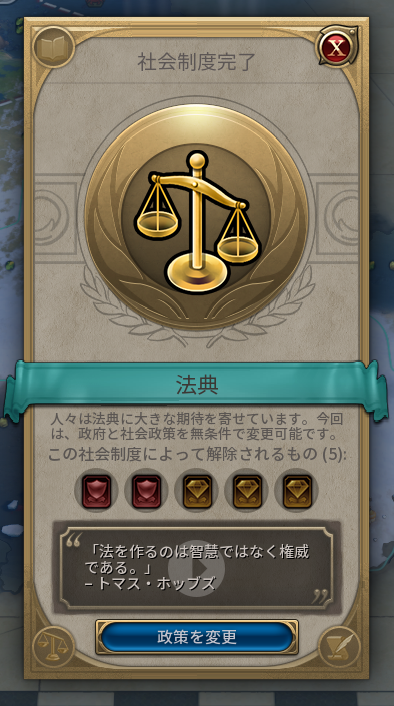 社会制度完了
X
法典
人々は法典に大きな期待を寄せています。今回
は、政府と社会政策を無条件で変更可能です。
この社会制度によって解除されるもの (5):
「法を作るのは智慧ではなく権威
である。」
– トマス・ホッブズ
政策を変更